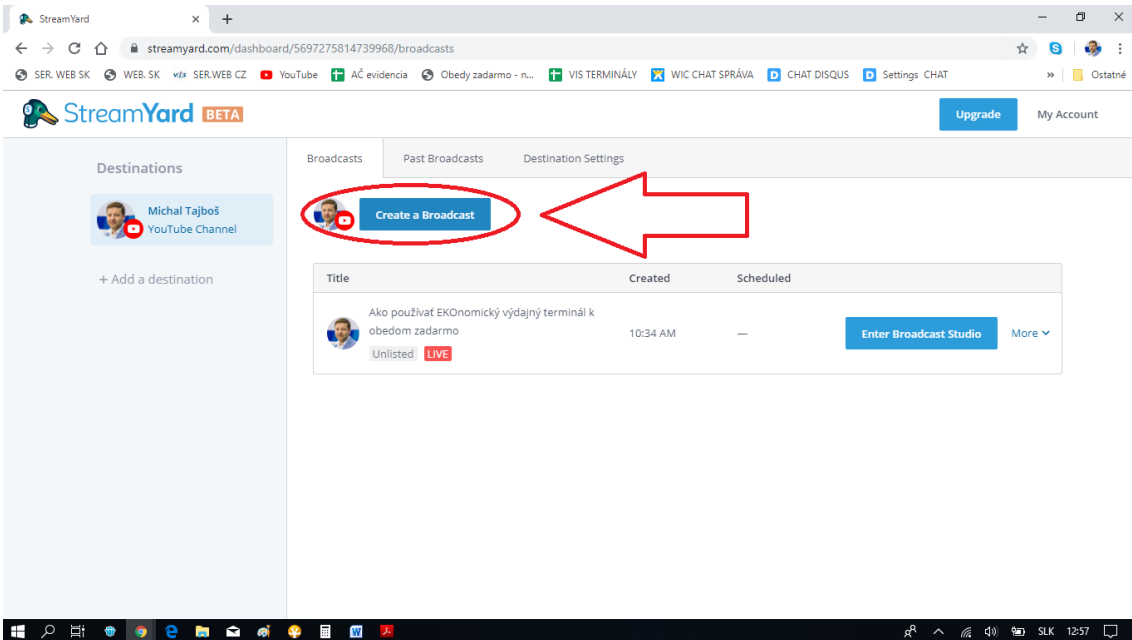 StreamYard
streamyard.com/dashboard/5697275814739968/broadcasts
SER. WEB SK WEB. SK SER.WEB CZ YouTube AČ evidencia Obedy zadarmo - n... VIS TERMINÁLY WIC CHAT SPRÁVA CHAT DISQUS Settings CHAT » Ostatné
StreamYard BETA
Upgrade My Account
Destinations
Michal Tajboš
YouTube Channel
+ Add a destination
Broadcasts Past Broadcasts Destination Settings
Create a Broadcast
Title Created Scheduled
Ako používať EKOnomický výdajný terminál k
obedom zadarmo
Unlisted LIVE
10:34 AM —
Enter Broadcast Studio More
SLK 12:57